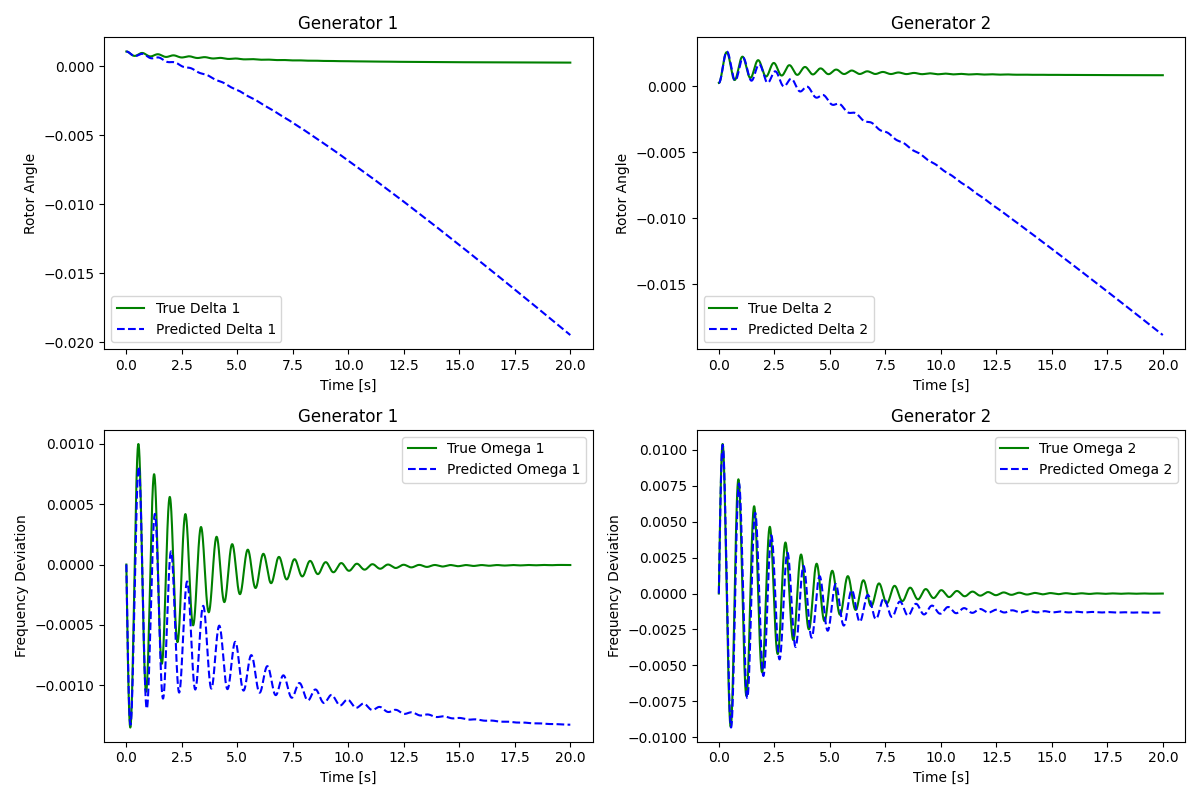 Generator 1
Rotor Angle
0.000
−0.005
−0.010
−0.015
−0.020
True Delta 1
Predicted Delta 1
0.0 2.5 5.0 7.5 10.0 12.5 15.0 17.5 20.0
Time [s]
Generator 2
Rotor Angle
0.000
−0.005
−0.010
−0.015
True Delta 2
Predicted Delta 2
0.0 2.5 5.0 7.5 10.0 12.5 15.0 17.5 20.0
Time [s]
Generator 1
Frequency Deviation
0.0010
0.0005
0.0000
−0.0005
−0.0010
True Omega 1
Predicted Omega 1
0.0 2.5 5.0 7.5 10.0 12.5 15.0 17.5 20.0
Time [s]
Generator 2
Frequency Deviation
0.0100
0.0075
0.0050
0.0025
0.0000
−0.0025
−0.0050
−0.0075
−0.0100
True Omega 2
Predicted Omega 2
0.0 2.5 5.0 7.5 10.0 12.5 15.0 17.5 20.0
Time [s]